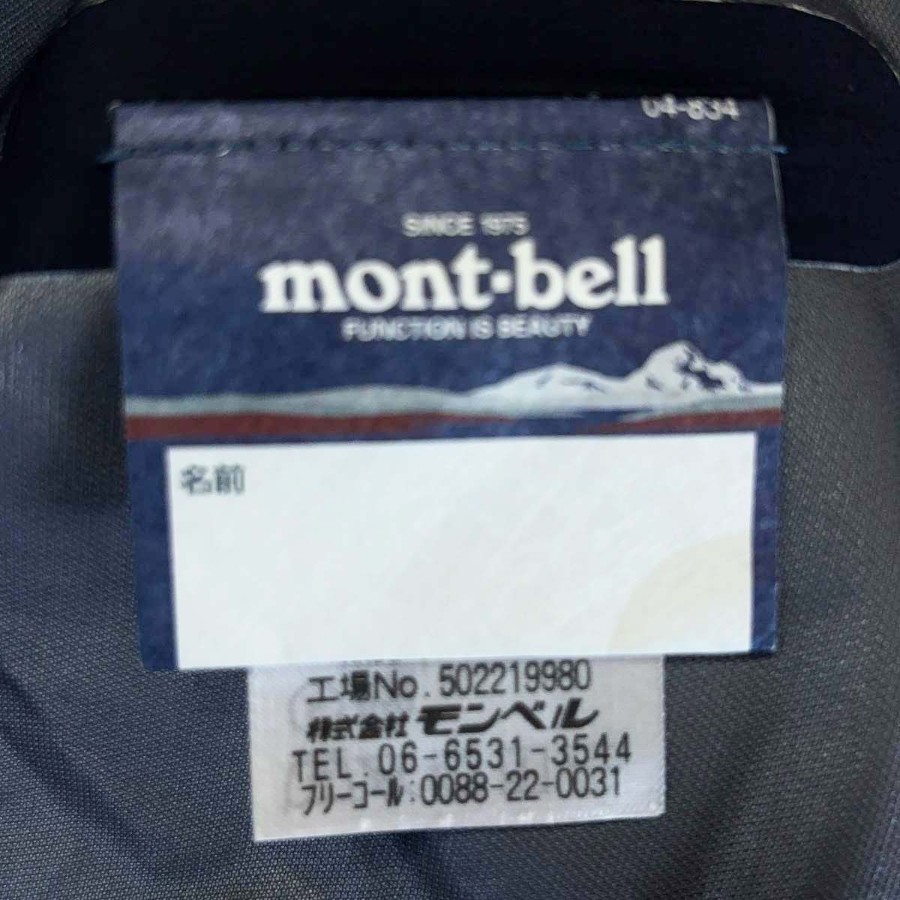 04-834
SINCE 1975
mont-bell
FUNCTION IS BEAUTY
名前
工場No.502219980
株式会社 モンベル
TEL.06-6531-3544
フリーコール:0088-22-0031